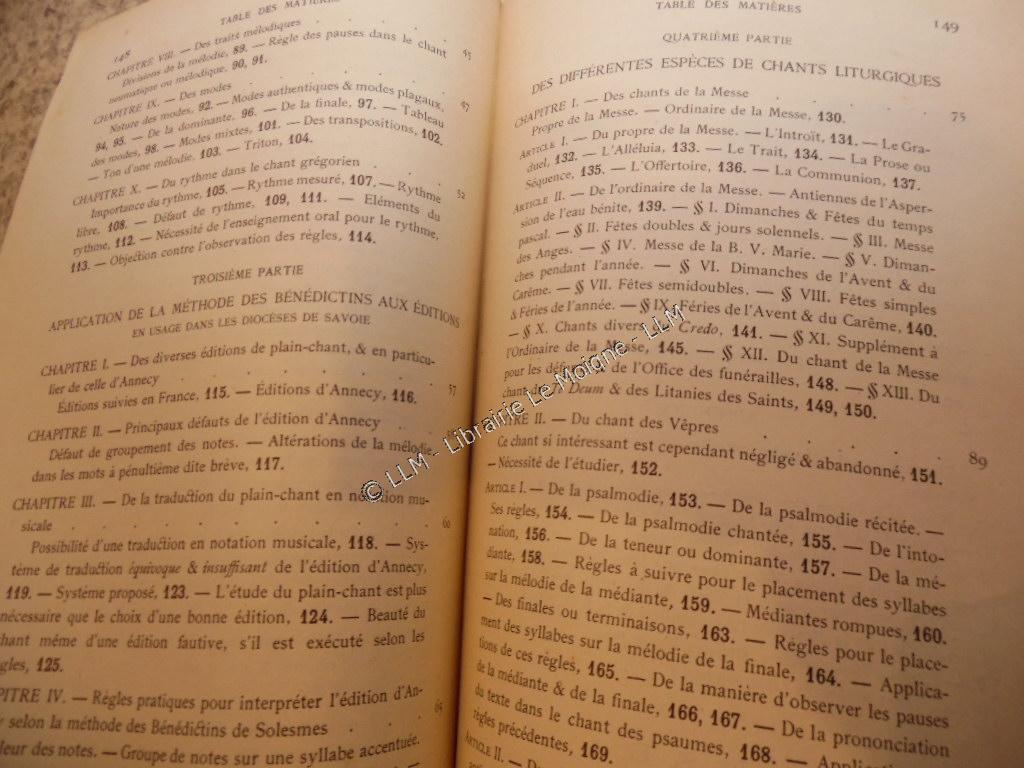 148
TABLE DES MATIÈRES
CHAPITRE VIII. — Des traits mélodiques 45
Divisions de la mélodie, 89. — Règle des pauses dans le chant
neumatique ou mélodique, 90, 91.
CHAPITRE IX. — Des modes 47
Nature des modes, 92. — Modes authentiques & modes plagaux,
94, 95. — De la dominante. 96. — De la finale, 97. — Tableau
des modes, 98. — Modes mixtes, 101. — Des transpositions, 102.
— Ton d'une mélodie. 103. — Triton, 104.
CHAPITRE X. — Du rythme dans le chant grégorien 52
Importance du rythme, 105. — Rythme mesuré, 107. — Rythme
libre, 108. — Défaut de rythme, 109, 111. — Eléments du
rythme, 112. — Nécessité de l'enseignement oral pour le rythme,
113. — Objection contre l'observation des règles, 114.
TROISIÈME PARTIE
APPLICATION DE LA MÉTHODE DES BÉNÉDICTINS AUX ÉDITIONS
EN USAGE DANS LES DIOCÈSES DE SAVOIE
CHAPITRE I. — Des diverses éditions de plain-chant, & en particu-
lier de celle d'Annecy 57
Éditions suivies en France, 115. — Éditions d'Annecy, 116.
CHAPITRE II. — Principaux défauts de l'édition d'Annecy
Défaut de groupement des notes. — Altérations de la mélodie
dans les mots à pénultième dite brève, 117.
CHAPITRE III. — De la traduction du plain-chant en notation mu-
sicale 60
Possibilité d'une traduction en notation musicale, 118. — Sys-
tème de traduction équivoque & insuffisant de l'édition d'Annecy,
119. — Système proposé, 123. — L'étude du plain-chant est plus
nécessaire que le choix d'une bonne édition, 124. — Beauté du
chant même d'une édition fautive, s'il est exécuté selon les
gles, 125.
PITRE IV. — Règles pratiques pour interpréter l'édition d'An-
selon la méthode des Bénédictins de Solesmes
leur des notes. — Groupe de notes sur une syllabe accentuée.
TABLE DES MATIÈRES
149
QUATRIÈME PARTIE
DES DIFFÉRENTES ESPÈCES DE CHANTS LITURGIQUES
CHAPITRE I. — Des chants de la Messe 75
Propre de la Messe. — Ordinaire de la Messe, 130.
ARTICLE I. — Du propre de la Messe. — L'Introït, 131. — Le Gra-
duel, 132. — L'Alléluia, 133. — Le Trait, 134. — La Prose ou
Séquence, 135. — L'Offertoire, 136. — La Communion, 137.
ARTICLE II. — De l'ordinaire de la Messe. — Antiennes de l'Asper-
sion de l'eau bénite, 139. — § I. Dimanches & Fêtes du temps
pascal. — § II. Fêtes doubles & jours solennels. — § III. Messe
des Anges. — § IV. Messe de la B. V. Marie. — § V. Diman-
ches pendant l'année. — § VI. Dimanches de l'Avent & du
Carême. — § VII. Fêtes semidoubles. — § VIII. Fêtes simples
& Féries de l'année. — § IX. Féries de l'Avent & du Carême, 140.
— § X. Chants divers Credo, 141. — § XI. Supplément à
l'Ordinaire de la Messe, 145. — § XII. Du chant de la Messe
pour les de l'Office des funérailles, 148. — § XIII. Du
chant Deum & des Litanies des Saints, 149, 150.
TRE II. — Du chant des Vêpres 89
Ce chant si intéressant est cependant négligé & abandonné, 151.
— Nécessité de l'étudier, 152.
ARTICLE I. — De la psalmodie, 153. — De la psalmodie récitée. —
Ses règles, 154. — De la psalmodie chantée, 155. — De l'into-
nation, 156. — De la teneur ou dominante, 157. — De la mé-
diante, 158. — Règles à suivre pour le placement des syllabes
sur la mélodie de la médiante, 159. — Médiantes rompues, 160.
— Des finales ou terminaisons, 163. — Règles pour le place-
ment des syllabes sur la mélodie de la finale, 164. — Applica-
tions de ces règles, 165. — De la manière d'observer les pauses
de la médiante & de la finale, 166, 167. — De la prononciation
du texte dans le chant des psaumes, 168. —
règles précédentes, 169.
ARTICLE II.
© LLM - Librairie Le Moigne - LLM